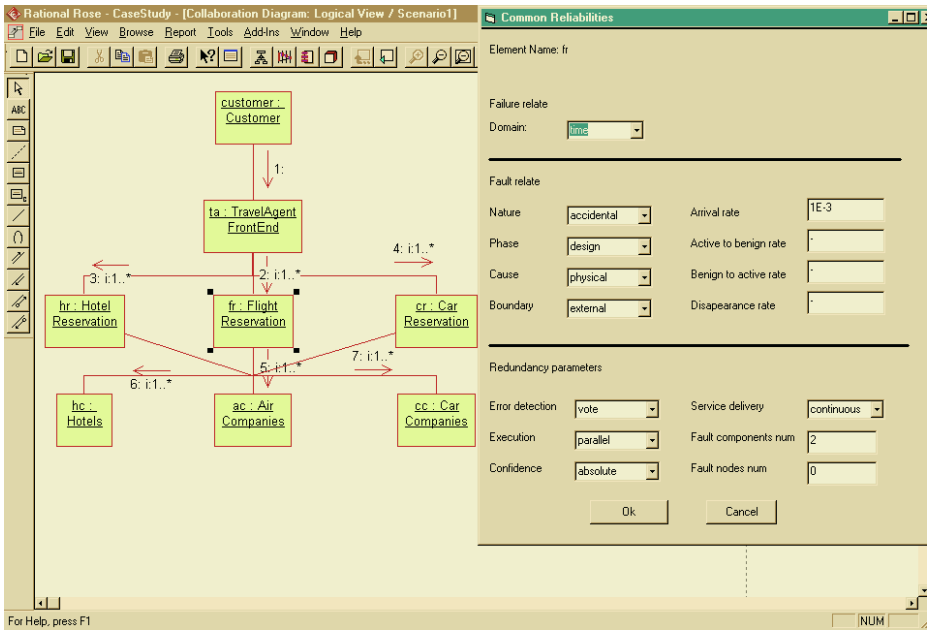 Rational Rose - CaseStudy - [Collaboration Diagram: Logical View / Scenario1]
File Edit View Browse Report Tools Add-Ins Window Help
ABC
customer :
Customer
1:
ta : TravelAgent
FrontEnd
4: i:1..*
3: i:1..*
2: i:1..*
hr : Hotel
Reservation
fr : Flight
Reservation
cr : Car
Reservation
7: i:1..*
5: i:1..*
6: i:1..*
hc :
Hotels
ac : Air
Companies
cc : Car
Companies
For Help, press F1
NUM
Common Reliabilities
Element Name: fr
Failure relate
Domain: time
Fault relate
Nature accidental Arrival rate 1E-3
Phase design Active to benign rate -
Cause physical Benign to active rate -
Boundary external Disappearance rate -
Redundancy parameters
Error detection vote Service delivery continuous
Execution parallel Fault components num 2
Confidence absolute Fault nodes num 0
Ok Cancel